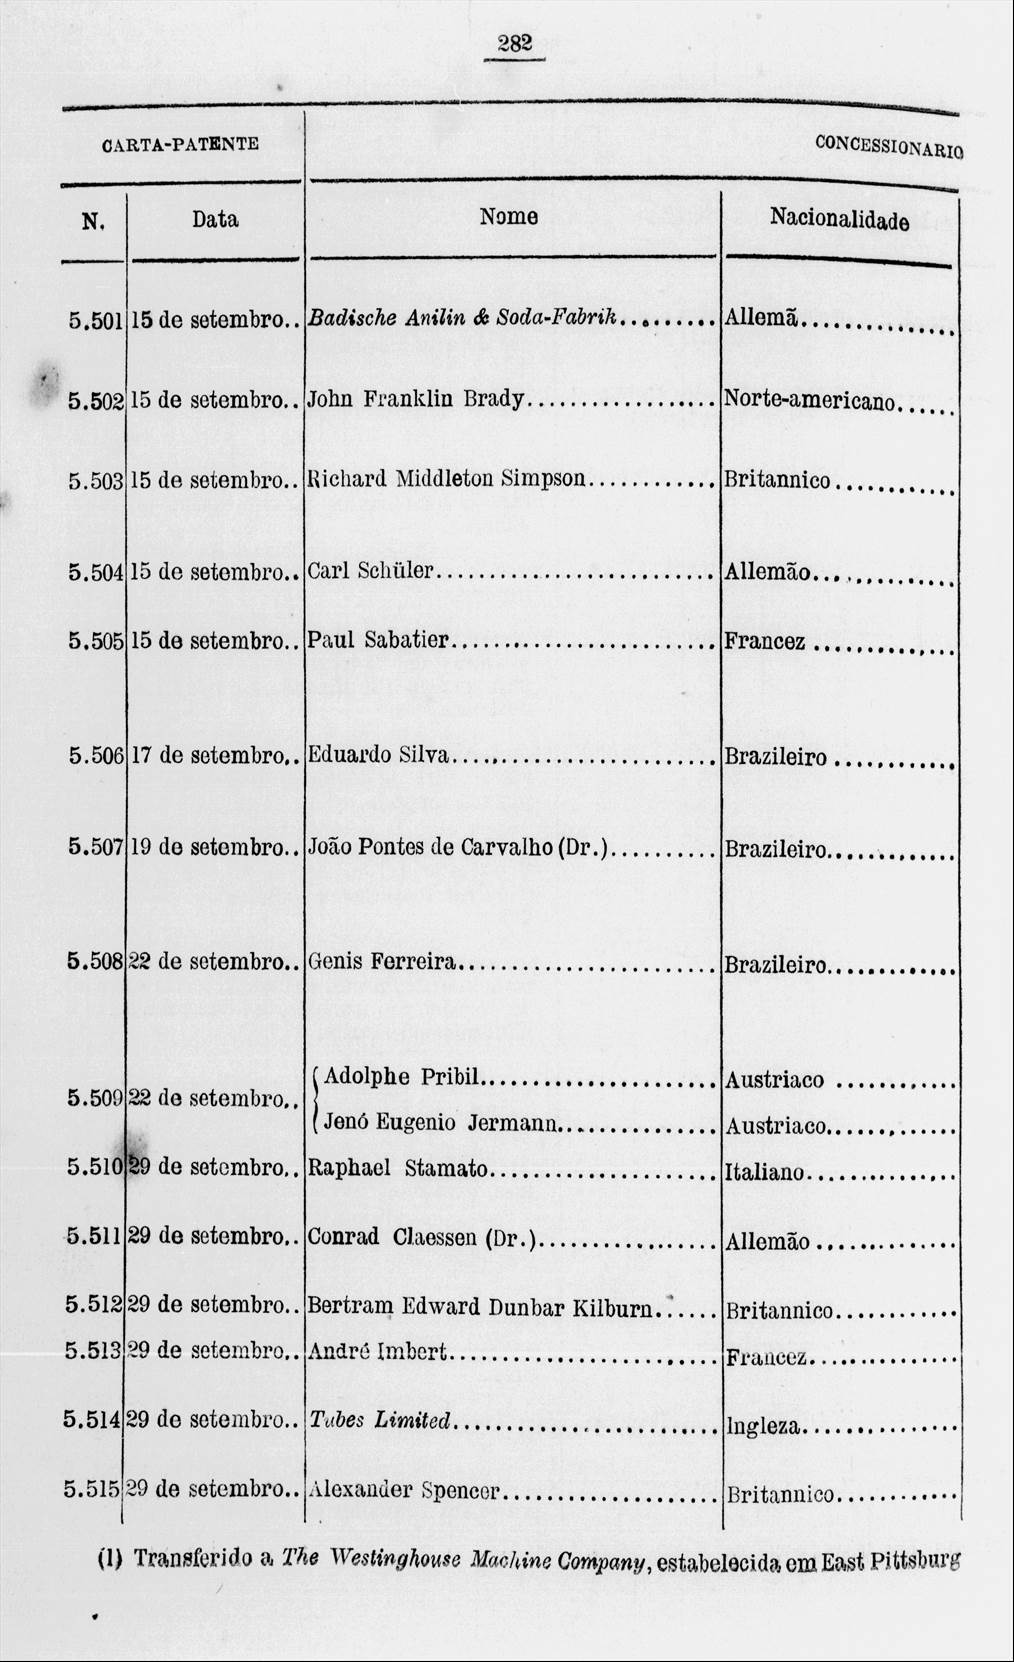 282
CARTA-PATENTE CONCESSIONARIO
N. Data Nome Nacionalidade
5.501 15 de setembro.. Badische Anilin & Soda-Fabrik......... Allemã...............
5.502 15 de setembro.. John Franklin Brady.................. Norte-americano......
5.503 15 de setembro.. Richard Middleton Simpson............ Britannico............
5.504 15 de setembro.. Carl Schüler.......................... Allemão..............
5.505 15 de setembro.. Paul Sabatier......................... Francez .............
5.506 17 de setembro.. Eduardo Silva......................... Brazileiro ............
5.507 19 de setembro.. João Pontes de Carvalho (Dr.).......... Brazileiro............
5.508 22 de setembro.. Genis Ferreira........................ Brazileiro............
5.509 22 de setembro.. { Adolphe Pribil...................... Austriaco ............
Jenó Eugenio Jermann............... Austriaco............
5.510 29 de setembro.. Raphael Stamato..................... Italiano..............
5.511 29 de setembro.. Conrad Claessen (Dr.)................. Allemão .............
5.512 29 de setembro.. Bertram Edward Dunbar Kilburn...... Britannico............
5.513 29 de setembro.. André Imbert......................... Francez..............
5.514 29 de setembro.. Tubes Limited......................... Ingleza...............
5.515 29 de setembro.. Alexander Spencer.................... Britannico............
(1) Transferido a The Westinghouse Machine Company, estabelecida em East Pittsburg